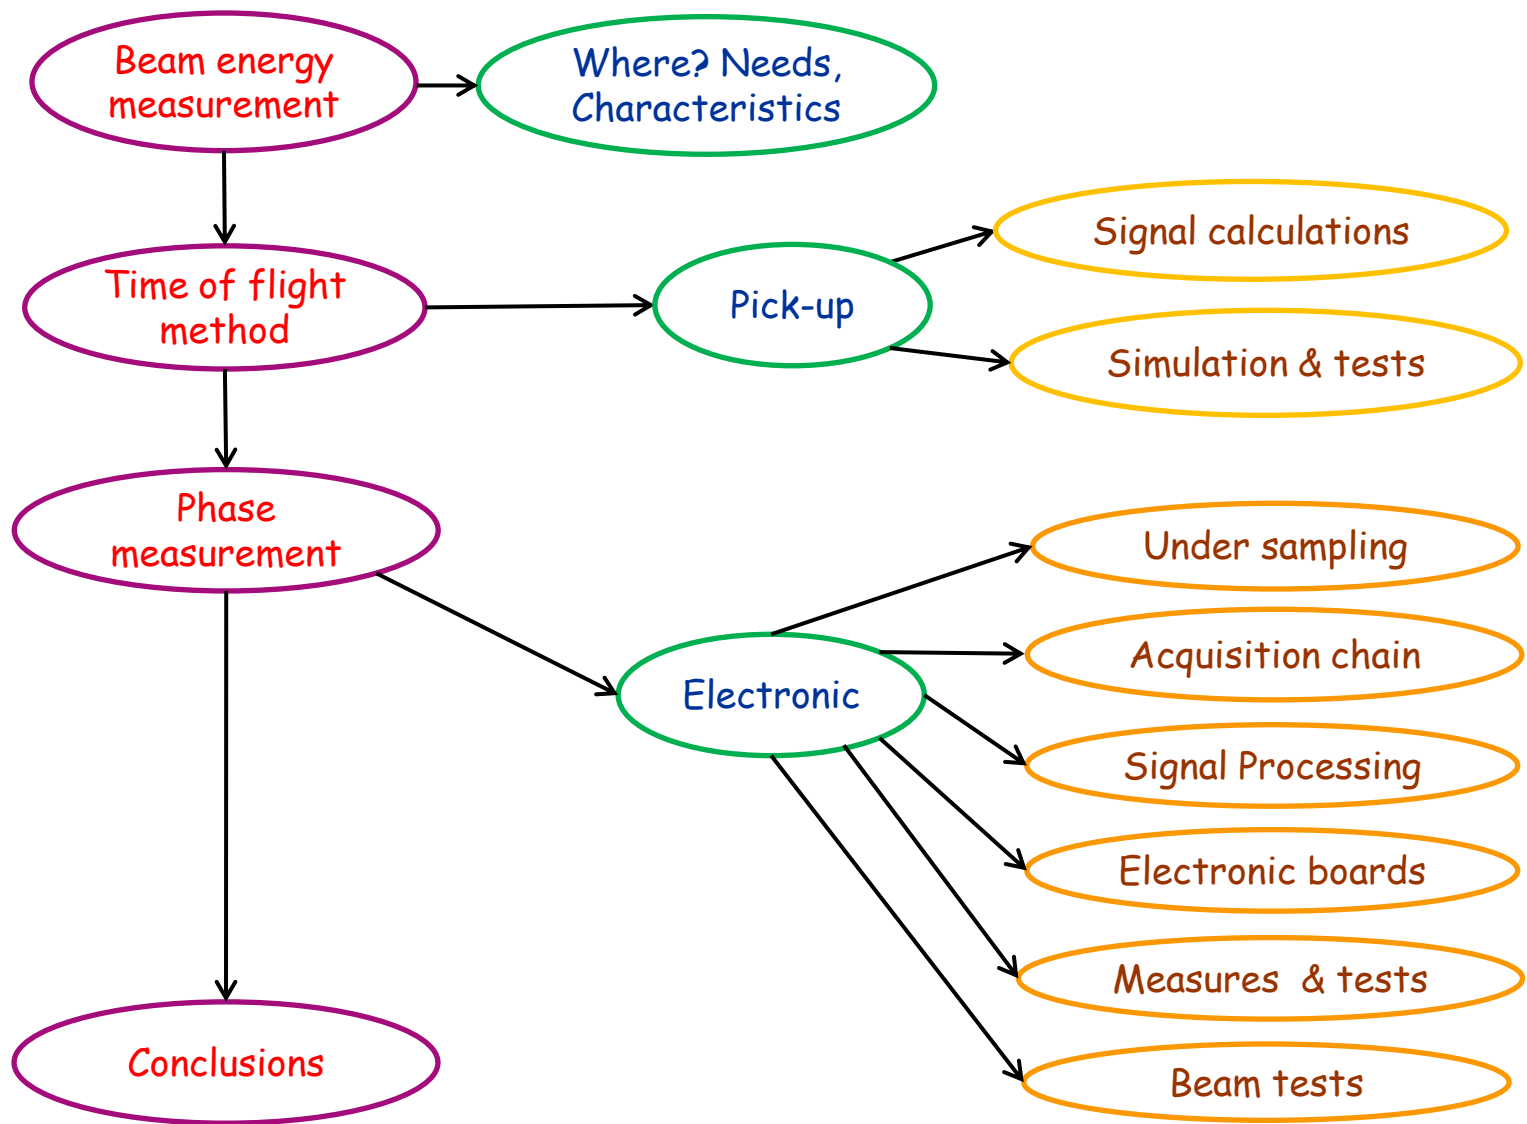 Beam energy
measurement
Where? Needs,
Characteristics
Time of flight
method
Pick-up
Signal calculations
Simulation & tests
Phase
measurement
Electronic
Under sampling
Acquisition chain
Signal Processing
Electronic boards
Measures & tests
Beam tests
Conclusions